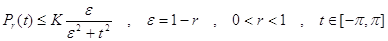 P_r(t) ≤ K ε / (ε² + t²) , ε = 1 − r , 0 < r < 1 , t ∈ [−π, π]